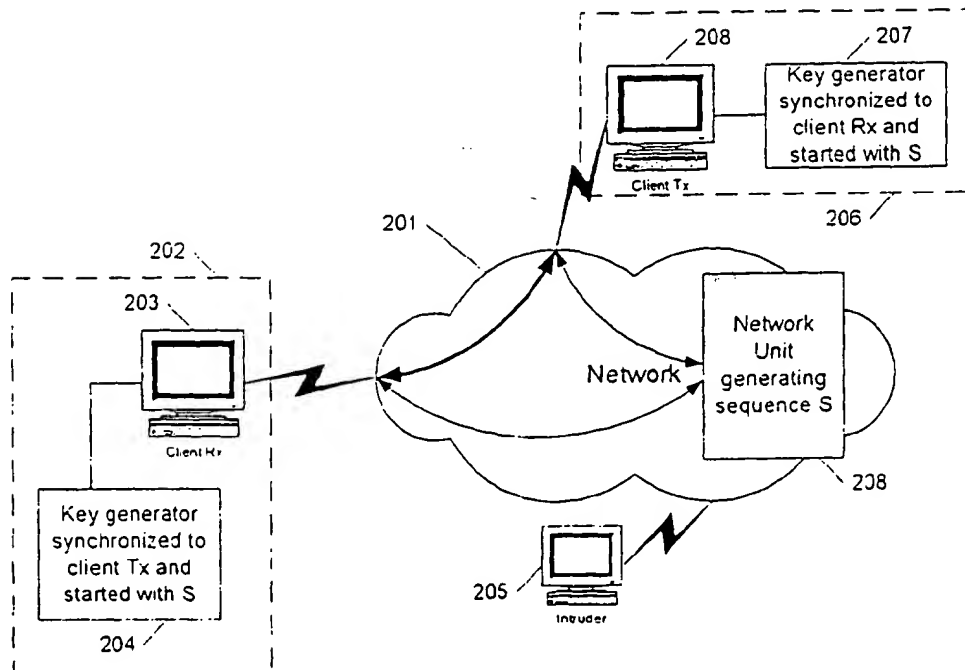 208
207
Key generator
synchronized to
client Rx and
started with S
Client Tx
206
201
202
203
Client Rx
Key generator
synchronized to
client Tx and
started with S
204
Network
Network
Unit
generating
sequence S
208
205
Intruder